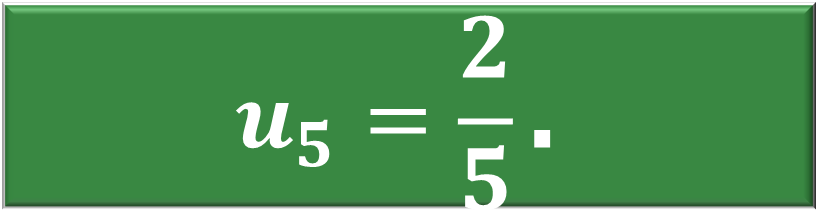 u₅ = 2/5.